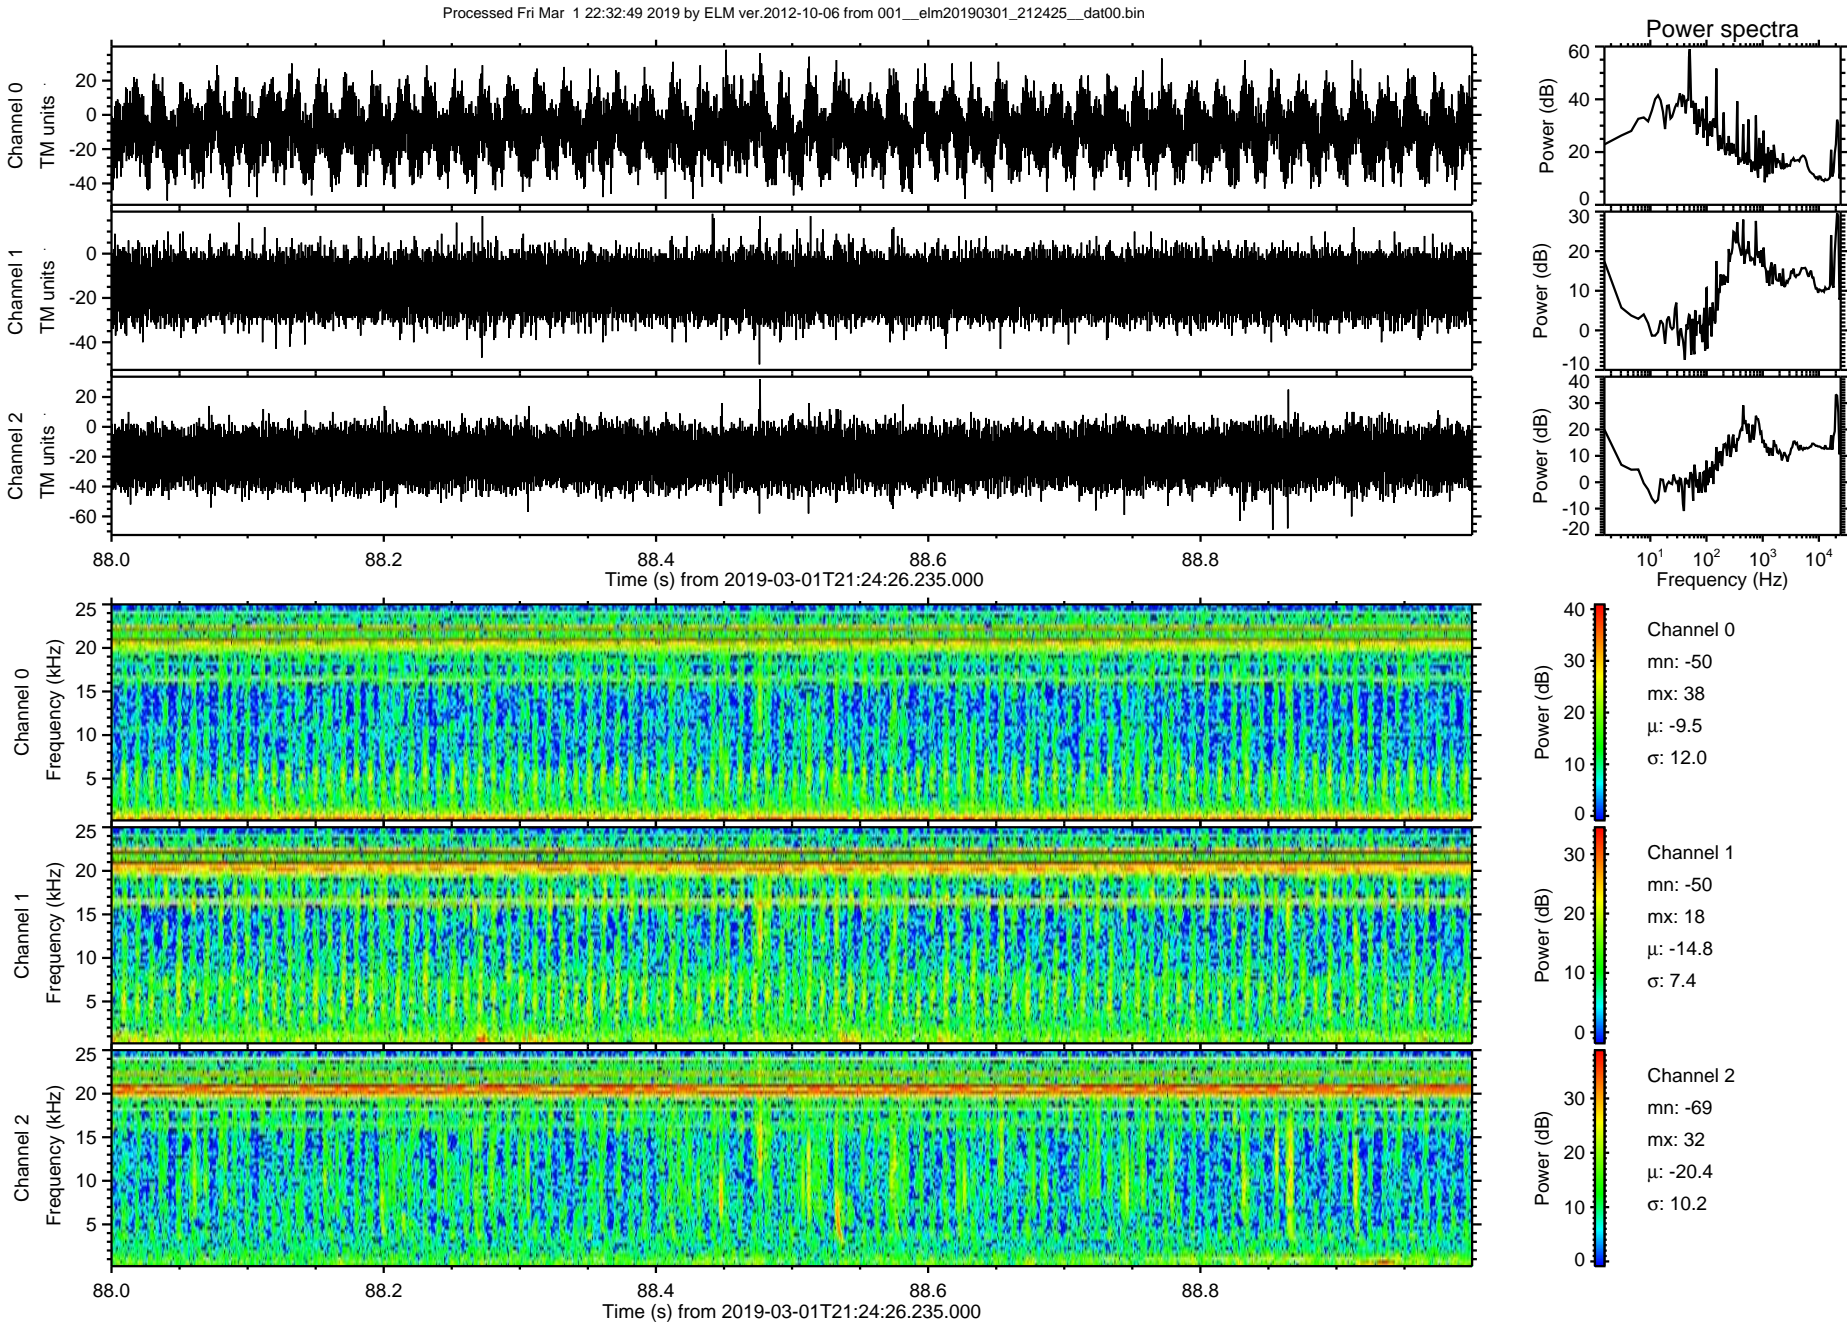 Processed Fri Mar  1 22:32:49 2019 by ELM ver.2012-10-06 from 001__elm20190301_212425__dat00.bin
Power spectra
Channel 0
TM units
20
0
-20
-40
Power (dB)
60
40
20
0
Channel 1
TM units
0
-20
-40
Power (dB)
30
20
10
0
-10
Channel 2
TM units
20
0
-20
-40
-60
Power (dB)
40
30
20
10
0
-10
-20
88.0 88.2 88.4 88.6 88.8
Time (s) from 2019-03-01T21:24:26.235.000
10^1 10^2 10^3 10^4
Frequency (Hz)
Channel 0
Frequency (kHz)
25
20
15
10
5
Power (dB)
40
30
20
10
0
Channel 0
mn: -50
mx: 38
μ: -9.5
σ: 12.0
Channel 1
Frequency (kHz)
25
20
15
10
5
Power (dB)
30
20
10
0
Channel 1
mn: -50
mx: 18
μ: -14.8
σ: 7.4
Channel 2
Frequency (kHz)
25
20
15
10
5
Power (dB)
30
20
10
0
Channel 2
mn: -69
mx: 32
μ: -20.4
σ: 10.2
88.0 88.2 88.4 88.6 88.8
Time (s) from 2019-03-01T21:24:26.235.000